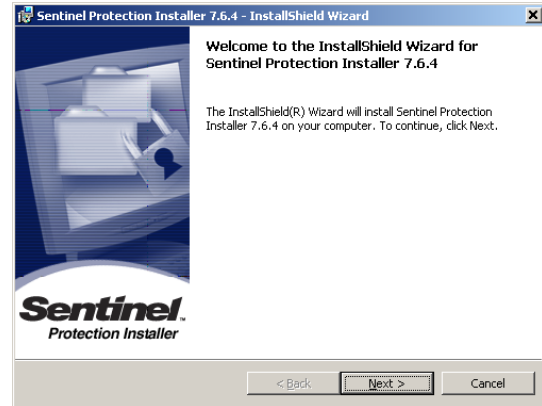 Sentinel Protection Installer 7.6.4 - InstallShield Wizard
Welcome to the InstallShield Wizard for
Sentinel Protection Installer 7.6.4
The InstallShield(R) Wizard will install Sentinel Protection
Installer 7.6.4 on your computer. To continue, click Next.
Sentinel™
Protection Installer
< Back Next > Cancel